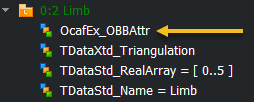 0:2 Limb
OcafEx_OBBAttr
TDataXtd_Triangulation
TDataStd_RealArray = [ 0..5 ]
TDataStd_Name = Limb